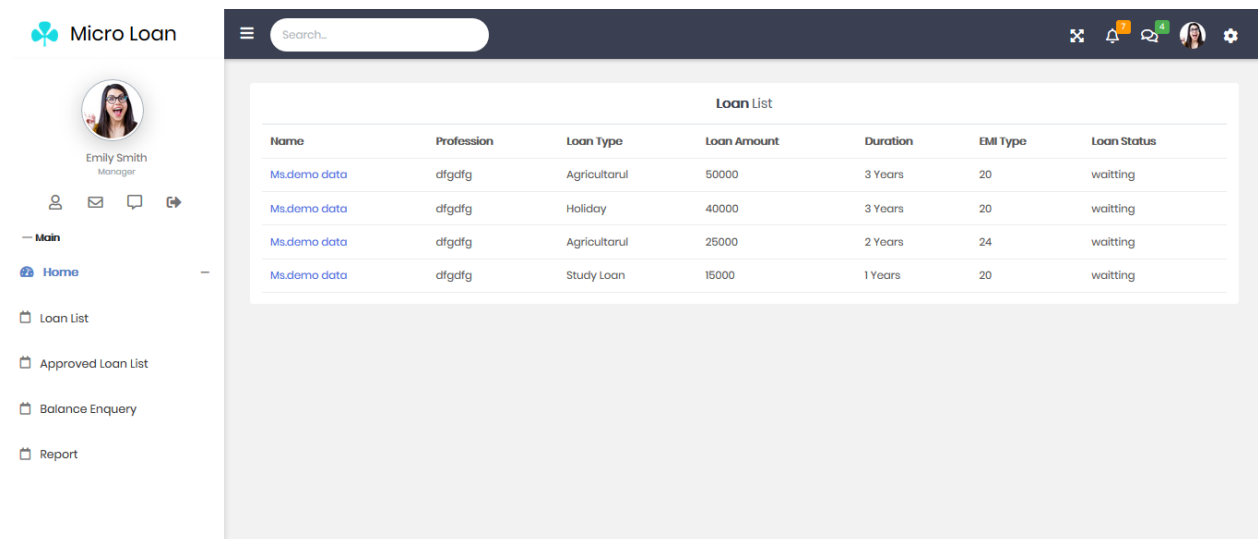 Micro Loan
Search...
7
4
Emily Smith
Manager
— Main
Home
Loan List
Approved Loan List
Balance Enquery
Report
Loan List
Name Profession Loan Type Loan Amount Duration EMI Type Loan Status
Ms.demo data dfgdfg Agricultarul 50000 3 Years 20 waitting
Ms.demo data dfgdfg Holiday 40000 3 Years 20 waitting
Ms.demo data dfgdfg Agricultarul 25000 2 Years 24 waitting
Ms.demo data dfgdfg Study Loan 15000 1 Years 20 waitting